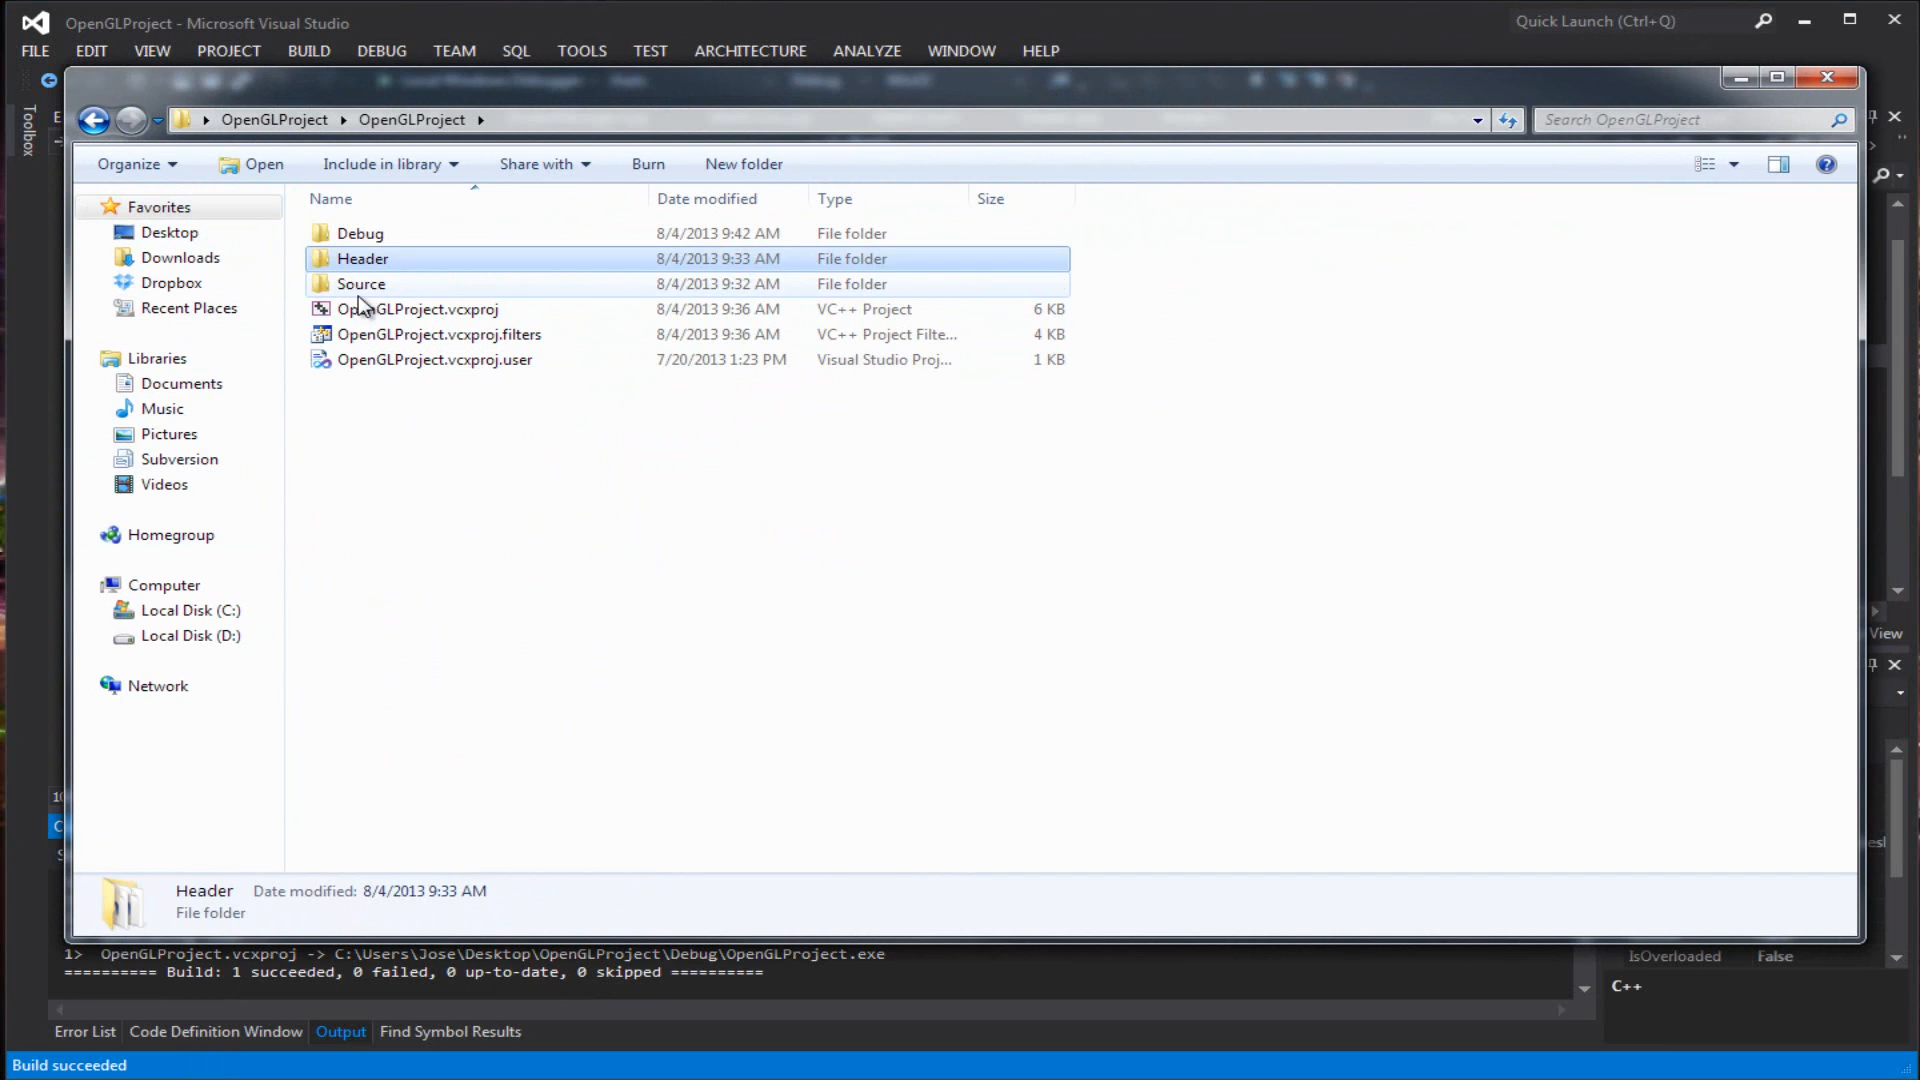 OpenGLProject - Microsoft Visual Studio
Quick Launch (Ctrl+Q)
FILE EDIT VIEW PROJECT BUILD DEBUG TEAM SQL TOOLS TEST ARCHITECTURE ANALYZE WINDOW HELP
Toolbox
OpenGLProject OpenGLProject
Search OpenGLProject
Organize Open Include in library Share with Burn New folder
Name Date modified Type Size
Favorites
Desktop
Downloads
Dropbox
Recent Places
Libraries
Documents
Music
Pictures
Subversion
Videos
Homegroup
Computer
Local Disk (C:)
Local Disk (D:)
Network
Debug 8/4/2013 9:42 AM File folder
Header 8/4/2013 9:33 AM File folder
Source 8/4/2013 9:32 AM File folder
OpenGLProject.vcxproj 8/4/2013 9:36 AM VC++ Project 6 KB
OpenGLProject.vcxproj.filters 8/4/2013 9:36 AM VC++ Project Filte... 4 KB
OpenGLProject.vcxproj.user 7/20/2013 1:23 PM Visual Studio Proj... 1 KB
View
Header Date modified: 8/4/2013 9:33 AM
File folder
1> OpenGLProject.vcxproj -> C:\Users\Jose\Desktop\OpenGLProject\Debug\OpenGLProject.exe
========== Build: 1 succeeded, 0 failed, 0 up-to-date, 0 skipped ==========
IsOverloaded False
C++
Error List Code Definition Window Output Find Symbol Results
Build succeeded